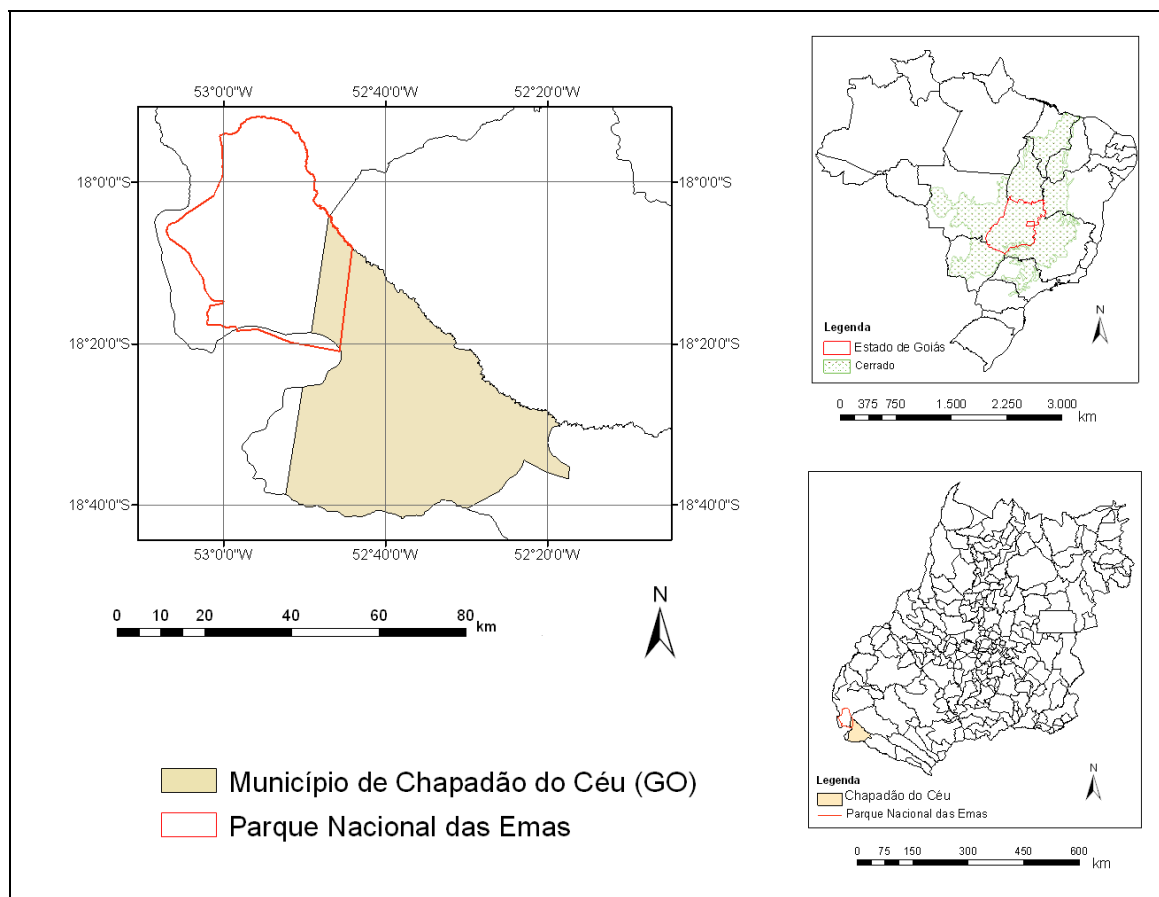 53°0'0"W 52°40'0"W 52°20'0"W
18°0'0"S 18°0'0"S
18°20'0"S 18°20'0"S
18°40'0"S 18°40'0"S
53°0'0"W 52°40'0"W 52°20'0"W
0 10 20 40 60 80
km
N
Município de Chapadão do Céu (GO)
Parque Nacional das Emas
N
Legenda
Estado de Goiás
Cerrado
0 375 750 1.500 2.250 3.000
km
N
Legenda
Chapadão do Céu
Parque Nacional das Emas
0 75 150 300 450 600
km